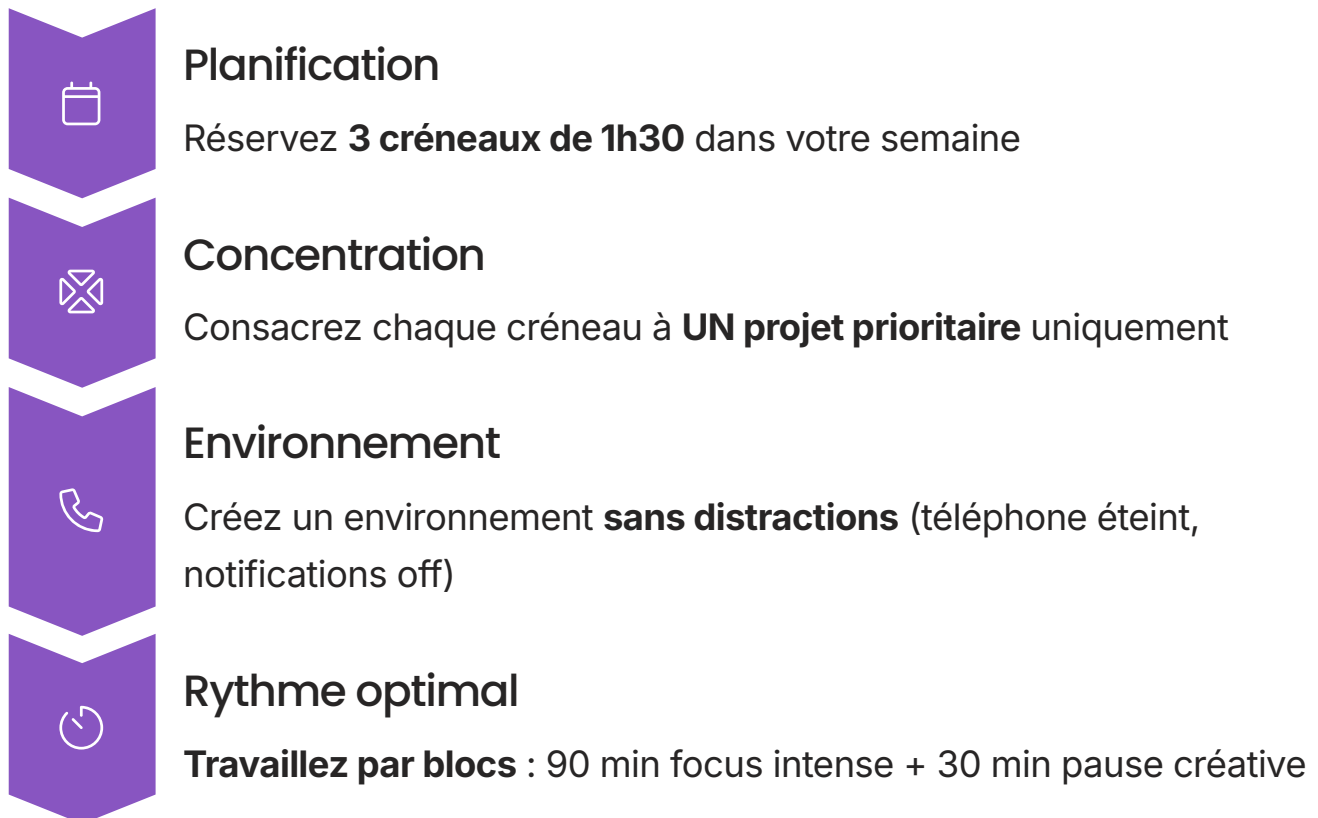 Planification
Réservez 3 créneaux de 1h30 dans votre semaine
Concentration
Consacrez chaque créneau à UN projet prioritaire uniquement
Environnement
Créez un environnement sans distractions (téléphone éteint,
notifications off)
Rythme optimal
Travaillez par blocs : 90 min focus intense + 30 min pause créative